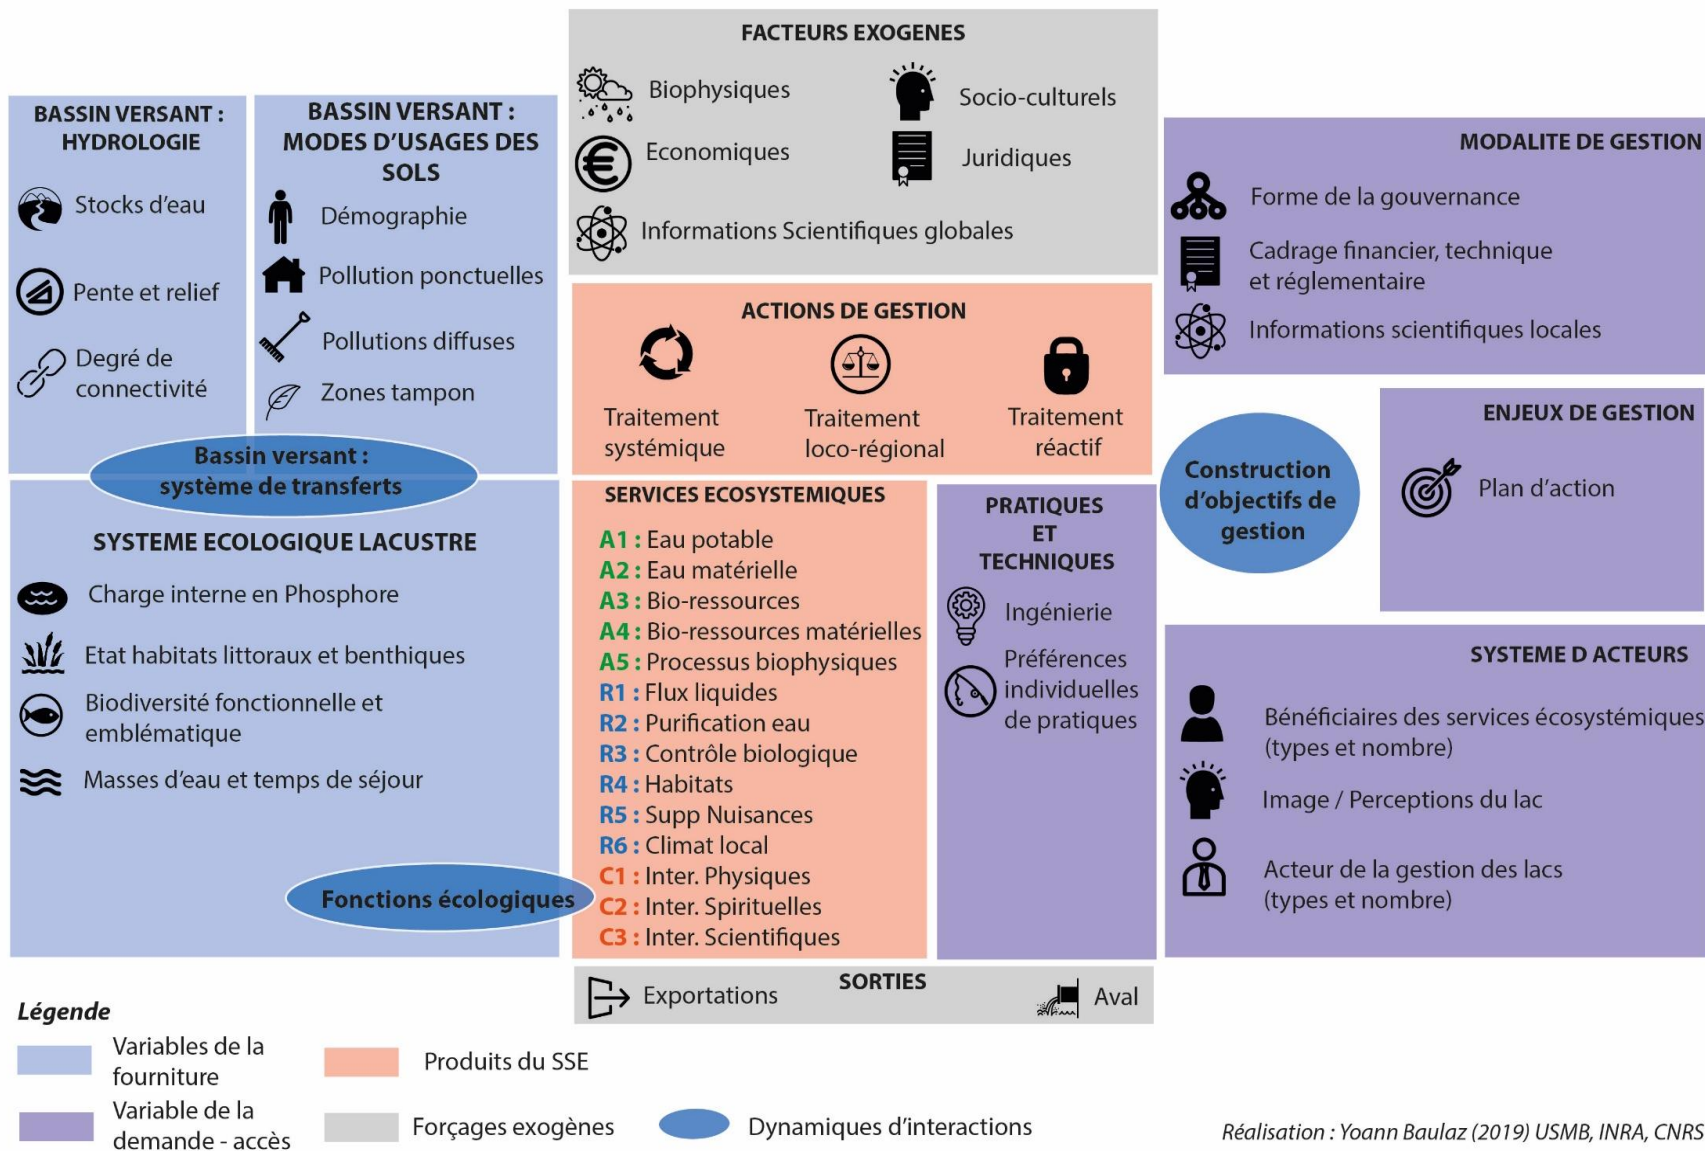 FACTEURS EXOGENES
Biophysiques
Socio-culturels
Economiques
Juridiques
Informations Scientifiques globales
BASSIN VERSANT :
HYDROLOGIE
Stocks d'eau
Pente et relief
Degré de
connectivité
BASSIN VERSANT :
MODES D'USAGES DES
SOLS
Démographie
Pollution ponctuelles
Pollutions diffuses
Zones tampon
Bassin versant :
système de transferts
ACTIONS DE GESTION
Traitement
systémique
Traitement
loco-régional
Traitement
réactif
MODALITE DE GESTION
Forme de la gouvernance
Cadrage financier, technique
et réglementaire
Informations scientifiques locales
Construction
d'objectifs de
gestion
ENJEUX DE GESTION
Plan d'action
SYSTEME ECOLOGIQUE LACUSTRE
Charge interne en Phosphore
Etat habitats littoraux et benthiques
Biodiversité fonctionnelle et
emblématique
Masses d'eau et temps de séjour
Fonctions écologiques
SERVICES ECOSYSTEMIQUES
A1 : Eau potable
A2 : Eau matérielle
A3 : Bio-ressources
A4 : Bio-ressources matérielles
A5 : Processus biophysiques
R1 : Flux liquides
R2 : Purification eau
R3 : Contrôle biologique
R4 : Habitats
R5 : Supp Nuisances
R6 : Climat local
C1 : Inter. Physiques
C2 : Inter. Spirituelles
C3 : Inter. Scientifiques
PRATIQUES
ET
TECHNIQUES
Ingénierie
Préférences
individuelles
de pratiques
SYSTEME D ACTEURS
Bénéficiaires des services écosystémiques
(types et nombre)
Image / Perceptions du lac
Acteur de la gestion des lacs
(types et nombre)
SORTIES
Exportations
Aval
Légende
Variables de la
fourniture
Variable de la
demande - accès
Produits du SSE
Forçages exogènes
Dynamiques d'interactions
Réalisation : Yoann Baulaz (2019) USMB, INRA, CNRS